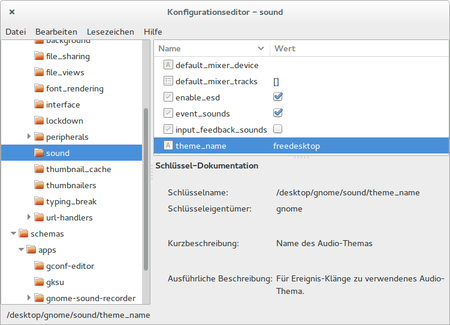 Konfigurationseditor – sound
Datei Bearbeiten Lesezeichen Hilfe
background
file_sharing
file_views
font_rendering
interface
lockdown
peripherals
sound
thumbnail_cache
thumbnailers
typing_break
url-handlers
schemas
apps
gconf-editor
gksu
gnome-sound-recorder
Name Wert
default_mixer_device
default_mixer_tracks []
enable_esd
event_sounds
input_feedback_sounds
theme_name freedesktop
Schlüssel-Dokumentation
Schlüsselname: /desktop/gnome/sound/theme_name
Schlüsseleigentümer: gnome
Kurzbeschreibung: Name des Audio-Themas
Ausführliche Beschreibung: Für Ereignis-Klänge zu verwendenes Audio-
Thema.
/desktop/gnome/sound/theme_name